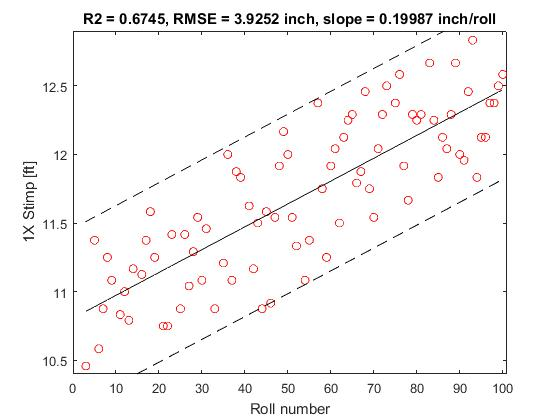 R2 = 0.6745, RMSE = 3.9252 inch, slope = 0.19987 inch/roll
12.5
12
11.5
11
10.5
1X Stimp [ft]
0 10 20 30 40 50 60 70 80 90 100
Roll number